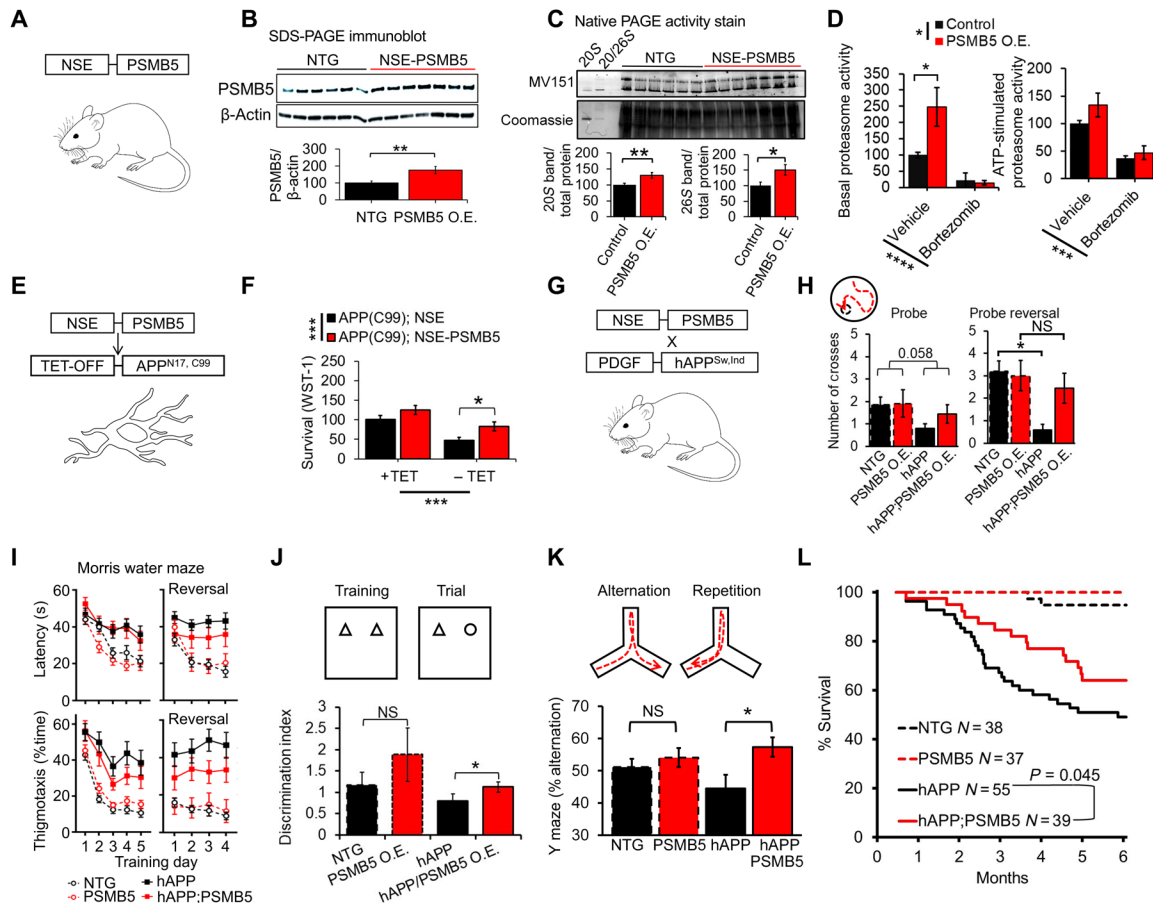 A
NSE
PSMB5
B
SDS-PAGE immunoblot
NTG
NSE-PSMB5
PSMB5
β-Actin
PSMB5/
β-actin
300
200
100
0
**
NTG PSMB5 O.E.
C
Native PAGE activity stain
20S
20/26S
NTG
NSE-PSMB5
MV151
Coomassie
20S band/
total protein
200
150
100
50
0
**
Control
PSMB5 O.E.
26S band/
total protein
200
150
100
50
0
*
Control
PSMB5 O.E.
D
* Control
PSMB5 O.E.
Basal proteasome activity
350
300
250
200
150
100
50
0
*
Vehicle
Bortezomib
****
ATP-stimulated
proteasome activity
200
150
100
50
0
Vehicle
Bortezomib
***
E
NSE
PSMB5
TET-OFF
APP^N17, C99
F
*** APP(C99); NSE
APP(C99); NSE-PSMB5
Survival (WST-1)
250
200
150
100
50
0
*
+TET
– TET
***
G
NSE
PSMB5
X
PDGF
hAPP^Sw,Ind
H
Probe
Number of crosses
5
4
3
2
1
0
0.058
NTG
PSMB5 O.E.
hAPP
hAPP;PSMB5 O.E.
Probe reversal
NS
*
5
4
3
2
1
0
NTG
PSMB5 O.E.
hAPP
hAPP;PSMB5 O.E.
I
Morris water maze
Latency (s)
60
40
20
0
Reversal
Thigmotaxis (%time)
60
40
20
0
Reversal
1 2 3 4 5
1 2 3 4
Training day
NTG
hAPP
PSMB5
hAPP;PSMB5
J
Training
Trial
Discrimination index
3
2.5
2
1.5
1
0.5
0
NS
*
NTG
PSMB5 O.E.
hAPP
hAPP/PSMB5 O.E.
K
Alternation
Repetition
Y maze (% alternation)
70
60
50
40
30
NS
*
NTG
PSMB5
hAPP
hAPP
PSMB5
L
% Survival
100
80
60
40
20
0
NTG N = 38
PSMB5 N = 37
P = 0.045
hAPP N = 55
hAPP;PSMB5 N = 39
0 1 2 3 4 5 6
Months